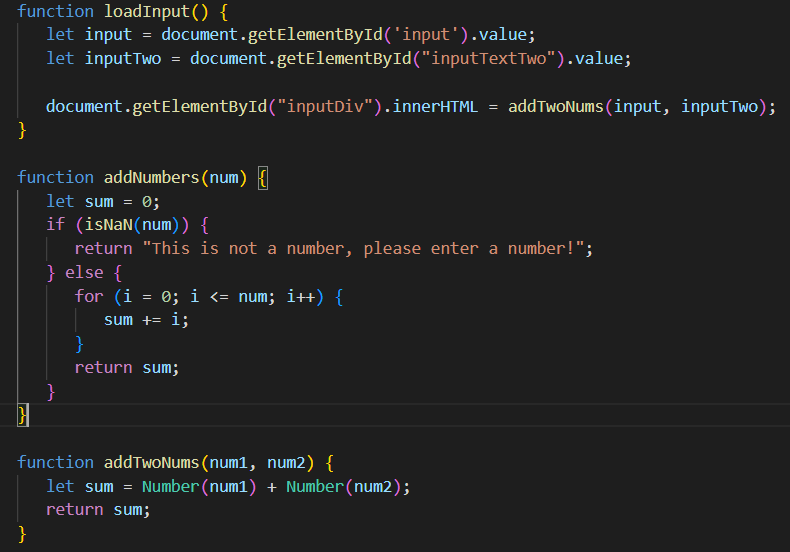 function loadInput() {
let input = document.getElementById('input').value;
let inputTwo = document.getElementById("inputTextTwo").value;
document.getElementById("inputDiv").innerHTML = addTwoNums(input, inputTwo);
}
function addNumbers(num) {
let sum = 0;
if (isNaN(num)) {
return "This is not a number, please enter a number!";
} else {
for (i = 0; i <= num; i++) {
sum += i;
}
return sum;
}
}
function addTwoNums(num1, num2) {
let sum = Number(num1) + Number(num2);
return sum;
}